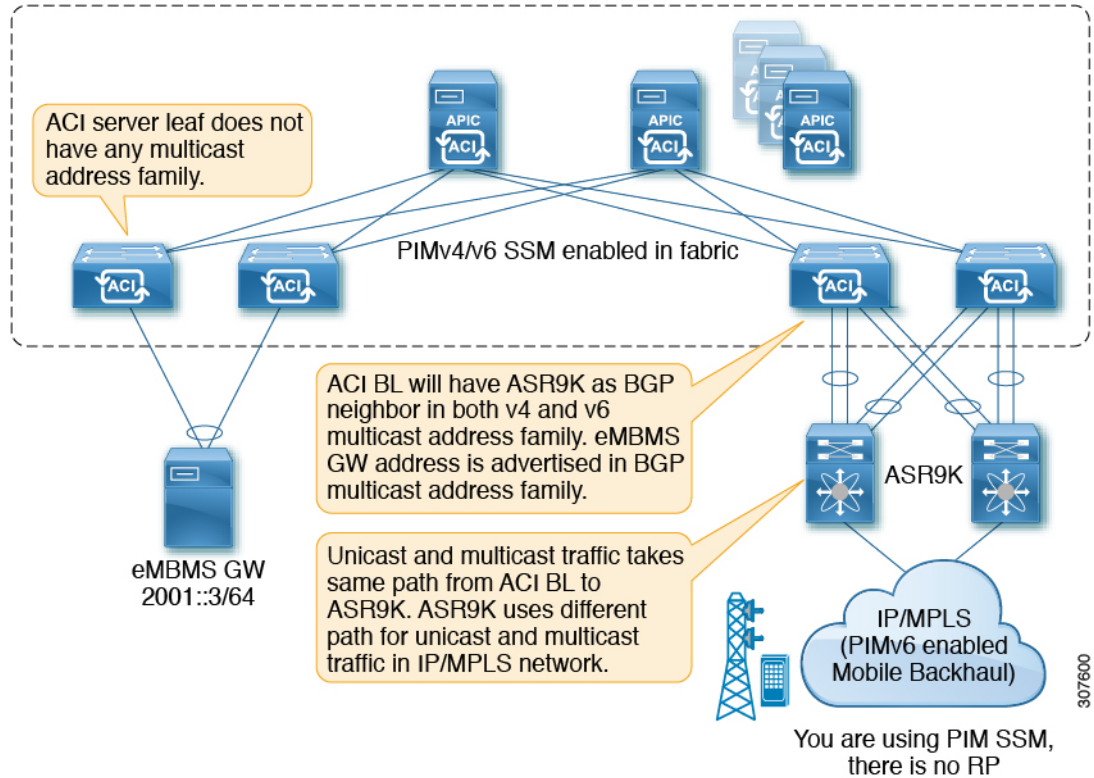 ACI server leaf does not
have any multicast
address family.
APIC
ACI
APIC
ACI
APIC
ACI
PIMv4/v6 SSM enabled in fabric
ACI
ACI
ACI
ACI
ACI BL will have ASR9K as BGP
neighbor in both v4 and v6
multicast address family. eMBMS
GW address is advertised in BGP
multicast address family.
ASR9K
eMBMS GW
2001::3/64
Unicast and multicast traffic takes
same path from ACI BL to
ASR9K. ASR9K uses different
path for unicast and multicast
traffic in IP/MPLS network.
IP/MPLS
(PIMv6 enabled
Mobile Backhaul)
307600
You are using PIM SSM,
there is no RP